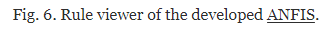 Fig. 6. Rule viewer of the developed ANFIS.